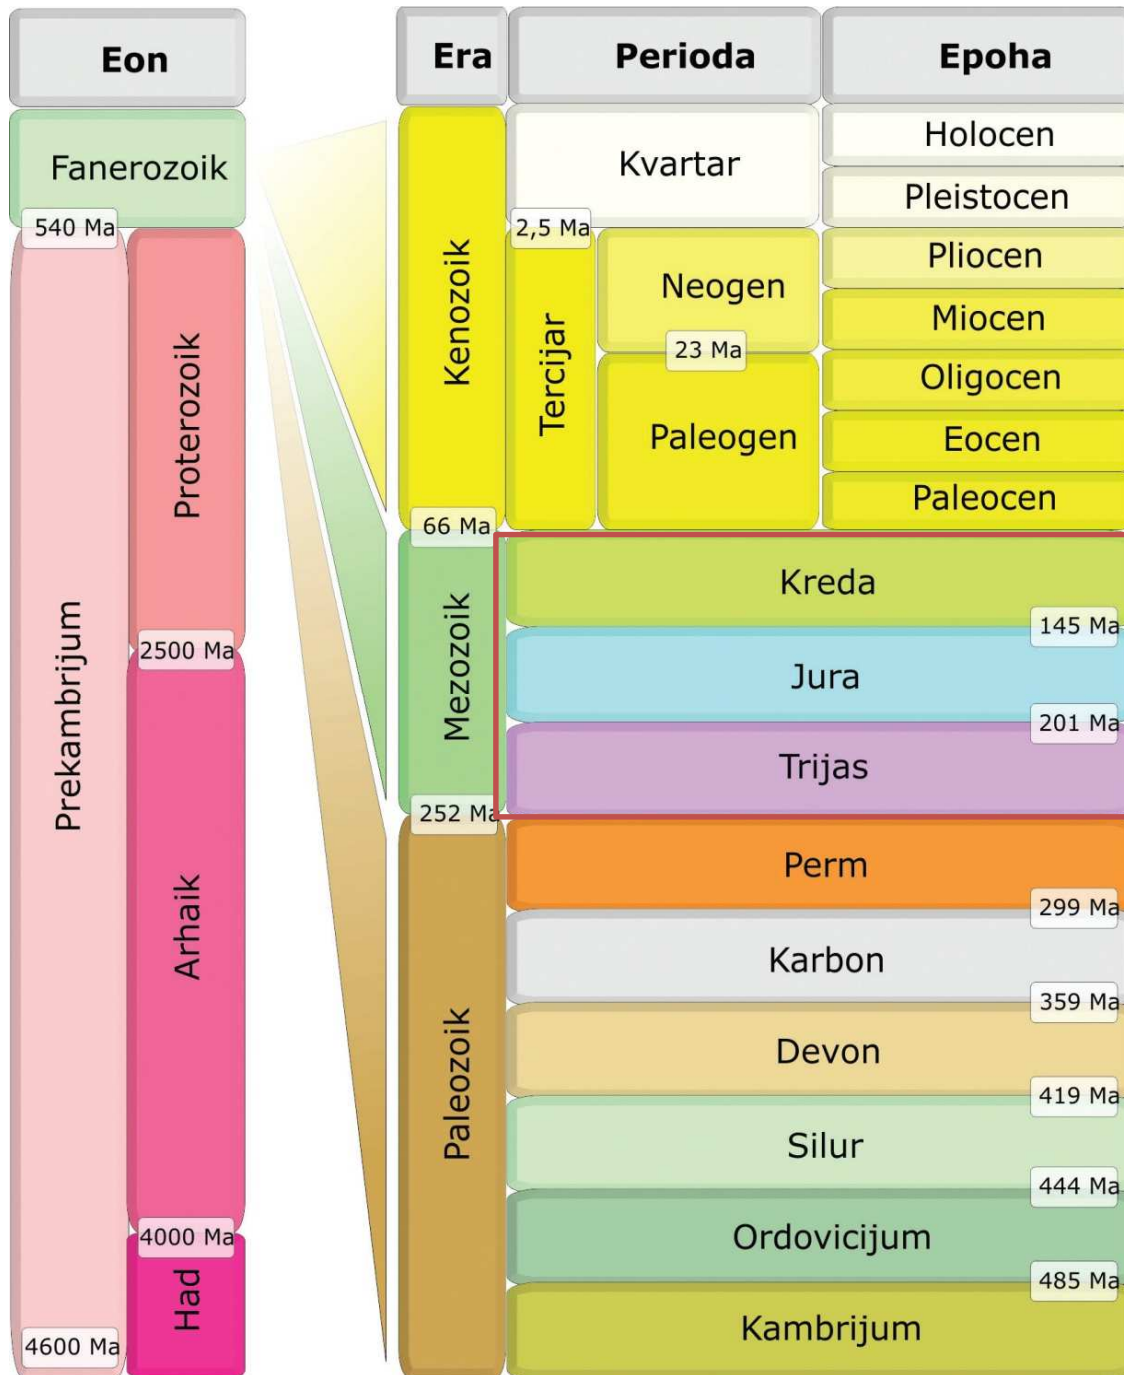 Eon
Era
Perioda
Epoha
Fanerozoik
540 Ma
Prekambrijum
Proterozoik
2500 Ma
Arhaik
4000 Ma
Had
4600 Ma
Kenozoik
66 Ma
Mezozoik
252 Ma
Paleozoik
Kvartar
2,5 Ma
Tercijar
Neogen
23 Ma
Paleogen
Holocen
Pleistocen
Pliocen
Miocen
Oligocen
Eocen
Paleocen
Kreda
145 Ma
Jura
201 Ma
Trijas
Perm
299 Ma
Karbon
359 Ma
Devon
419 Ma
Silur
444 Ma
Ordovicijum
485 Ma
Kambrijum